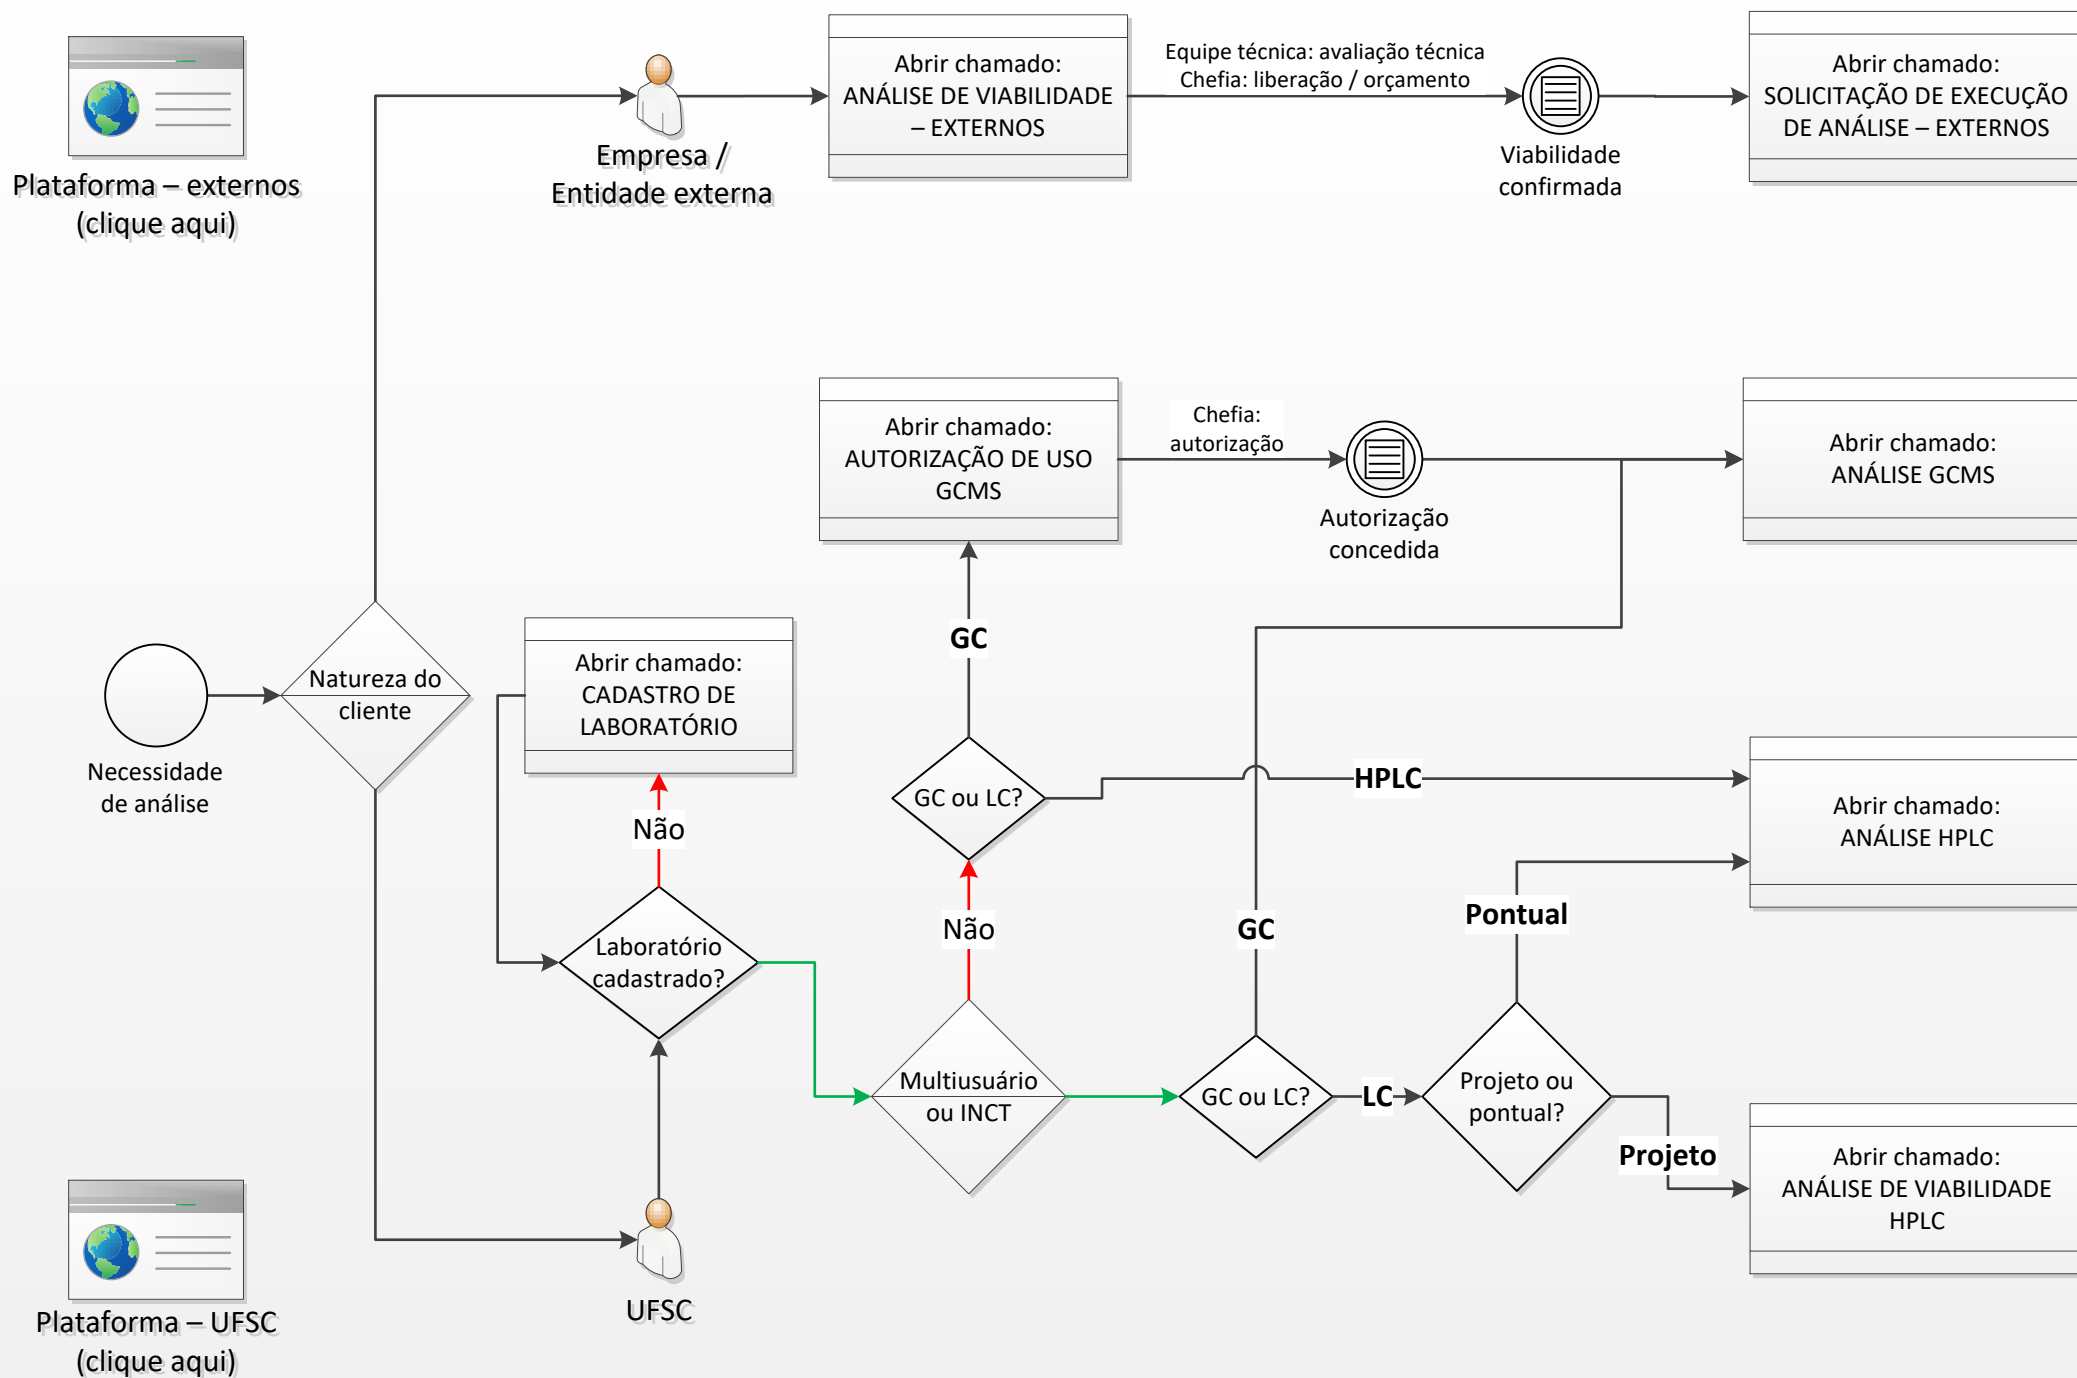 Plataforma – externos
(clique aqui)
Empresa /
Entidade externa
Abrir chamado:
ANÁLISE DE VIABILIDADE
– EXTERNOS
Equipe técnica: avaliação técnica
Chefia: liberação / orçamento
Viabilidade
confirmada
Abrir chamado:
SOLICITAÇÃO DE EXECUÇÃO
DE ANÁLISE – EXTERNOS
Abrir chamado:
AUTORIZAÇÃO DE USO
GCMS
Chefia:
autorização
Autorização
concedida
Abrir chamado:
ANÁLISE GCMS
Necessidade
de análise
Natureza do
cliente
Abrir chamado:
CADASTRO DE
LABORATÓRIO
Não
Laboratório
cadastrado?
GC
GC ou LC?
HPLC
Abrir chamado:
ANÁLISE HPLC
Não
GC
Pontual
Multiusuário
ou INCT
GC ou LC?
LC
Projeto ou
pontual?
Projeto
Abrir chamado:
ANÁLISE DE VIABILIDADE
HPLC
UFSC
Plataforma – UFSC
(clique aqui)